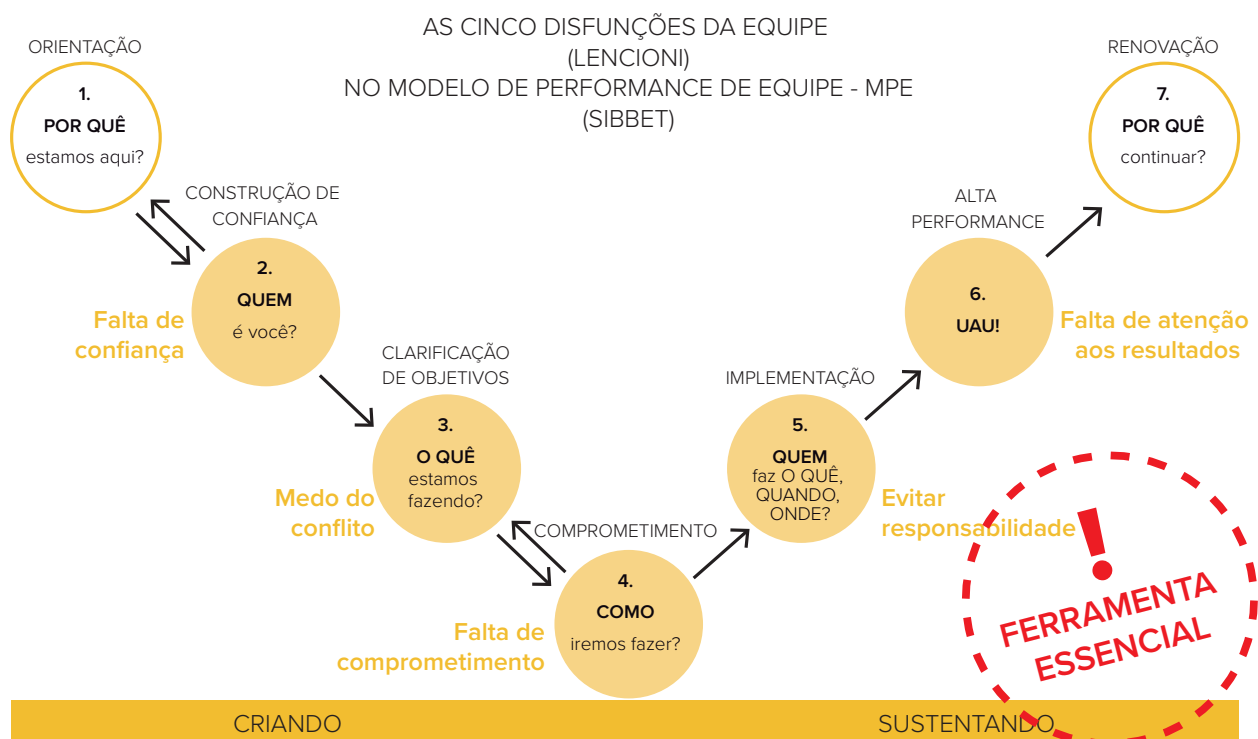 AS CINCO DISFUNÇÕES DA EQUIPE
(LENCIONI)
NO MODELO DE PERFORMANCE DE EQUIPE - MPE
(SIBBET)
ORIENTAÇÃO
1.
POR QUÊ
estamos aqui?
CONSTRUÇÃO DE
CONFIANÇA
2.
QUEM
é você?
Falta de
confiança
CLARIFICAÇÃO
DE OBJETIVOS
3.
O QUÊ
estamos
fazendo?
Medo do
conflito
COMPROMETIMENTO
4.
COMO
iremos fazer?
Falta de
comprometimento
IMPLEMENTAÇÃO
5.
QUEM
faz O QUÊ,
QUANDO,
ONDE?
Evitar
responsabilidade
ALTA
PERFORMANCE
6.
UAU!
Falta de atenção
aos resultados
RENOVAÇÃO
7.
POR QUÊ
continuar?
!
FERRAMENTA
ESSENCIAL
CRIANDO
SUSTENTANDO